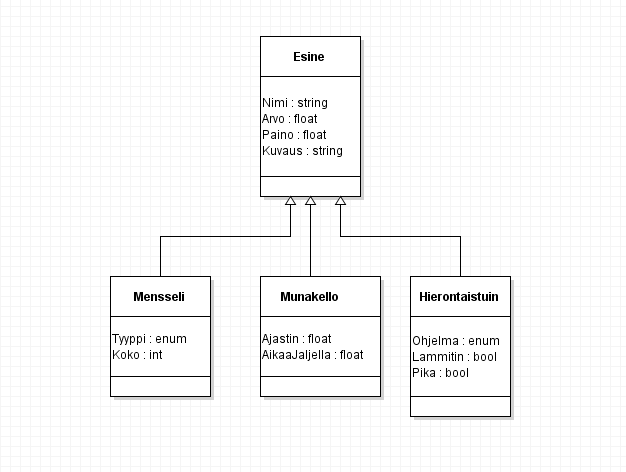 Esine
Nimi : string
Arvo : float
Paino : float
Kuvaus : string
Mensseli
Tyyppi : enum
Koko : int
Munakello
Ajastin : float
AikaaJaljella : float
Hierontaistuin
Ohjelma : enum
Lammitin : bool
Pika : bool